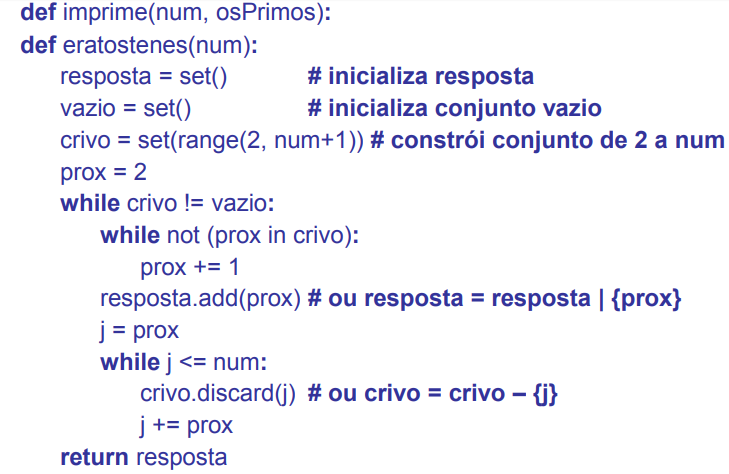 def imprime(num, osPrimos):
def eratostenes(num):
resposta = set() # inicializa resposta
vazio = set() # inicializa conjunto vazio
crivo = set(range(2, num+1)) # constrói conjunto de 2 a num
prox = 2
while crivo != vazio:
while not (prox in crivo):
prox += 1
resposta.add(prox) # ou resposta = resposta | {prox}
j = prox
while j <= num:
crivo.discard(j) # ou crivo = crivo – {j}
j += prox
return resposta